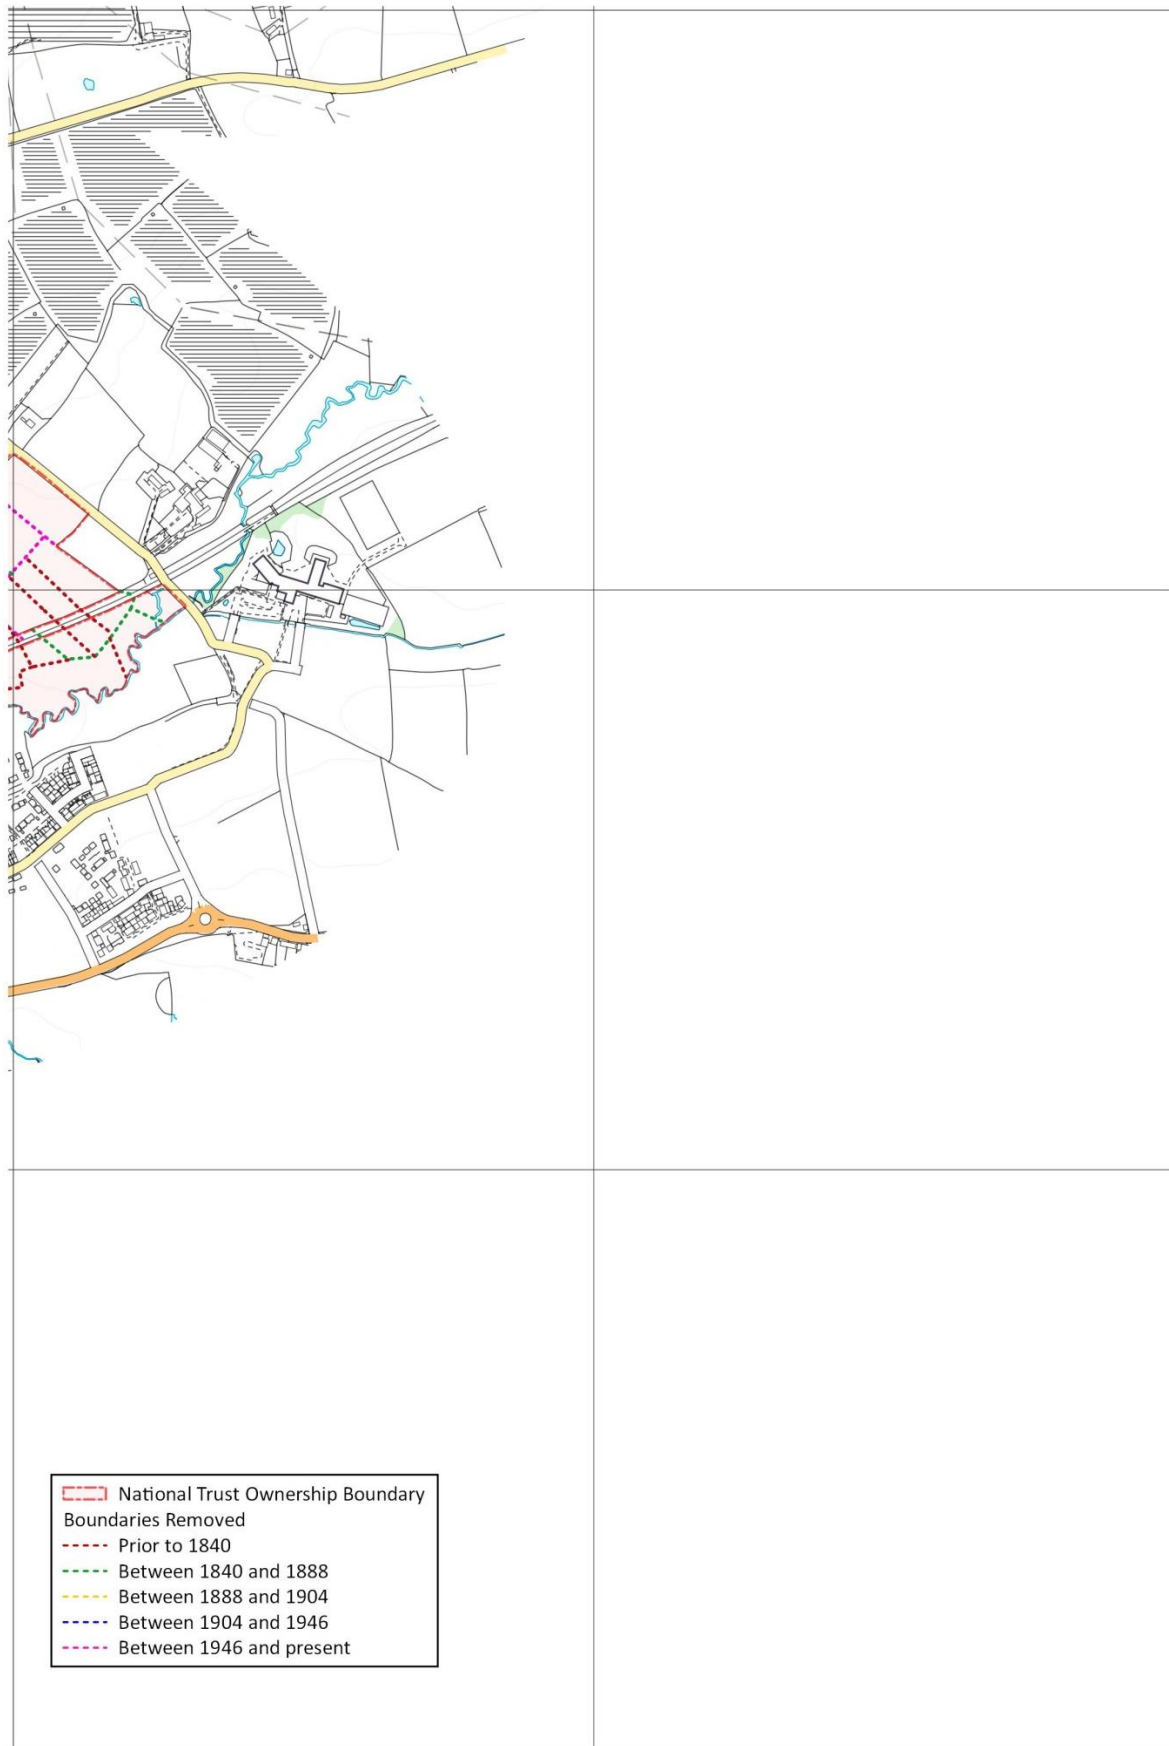 National Trust Ownership Boundary
Boundaries Removed
Prior to 1840
Between 1840 and 1888
Between 1888 and 1904
Between 1904 and 1946
Between 1946 and present